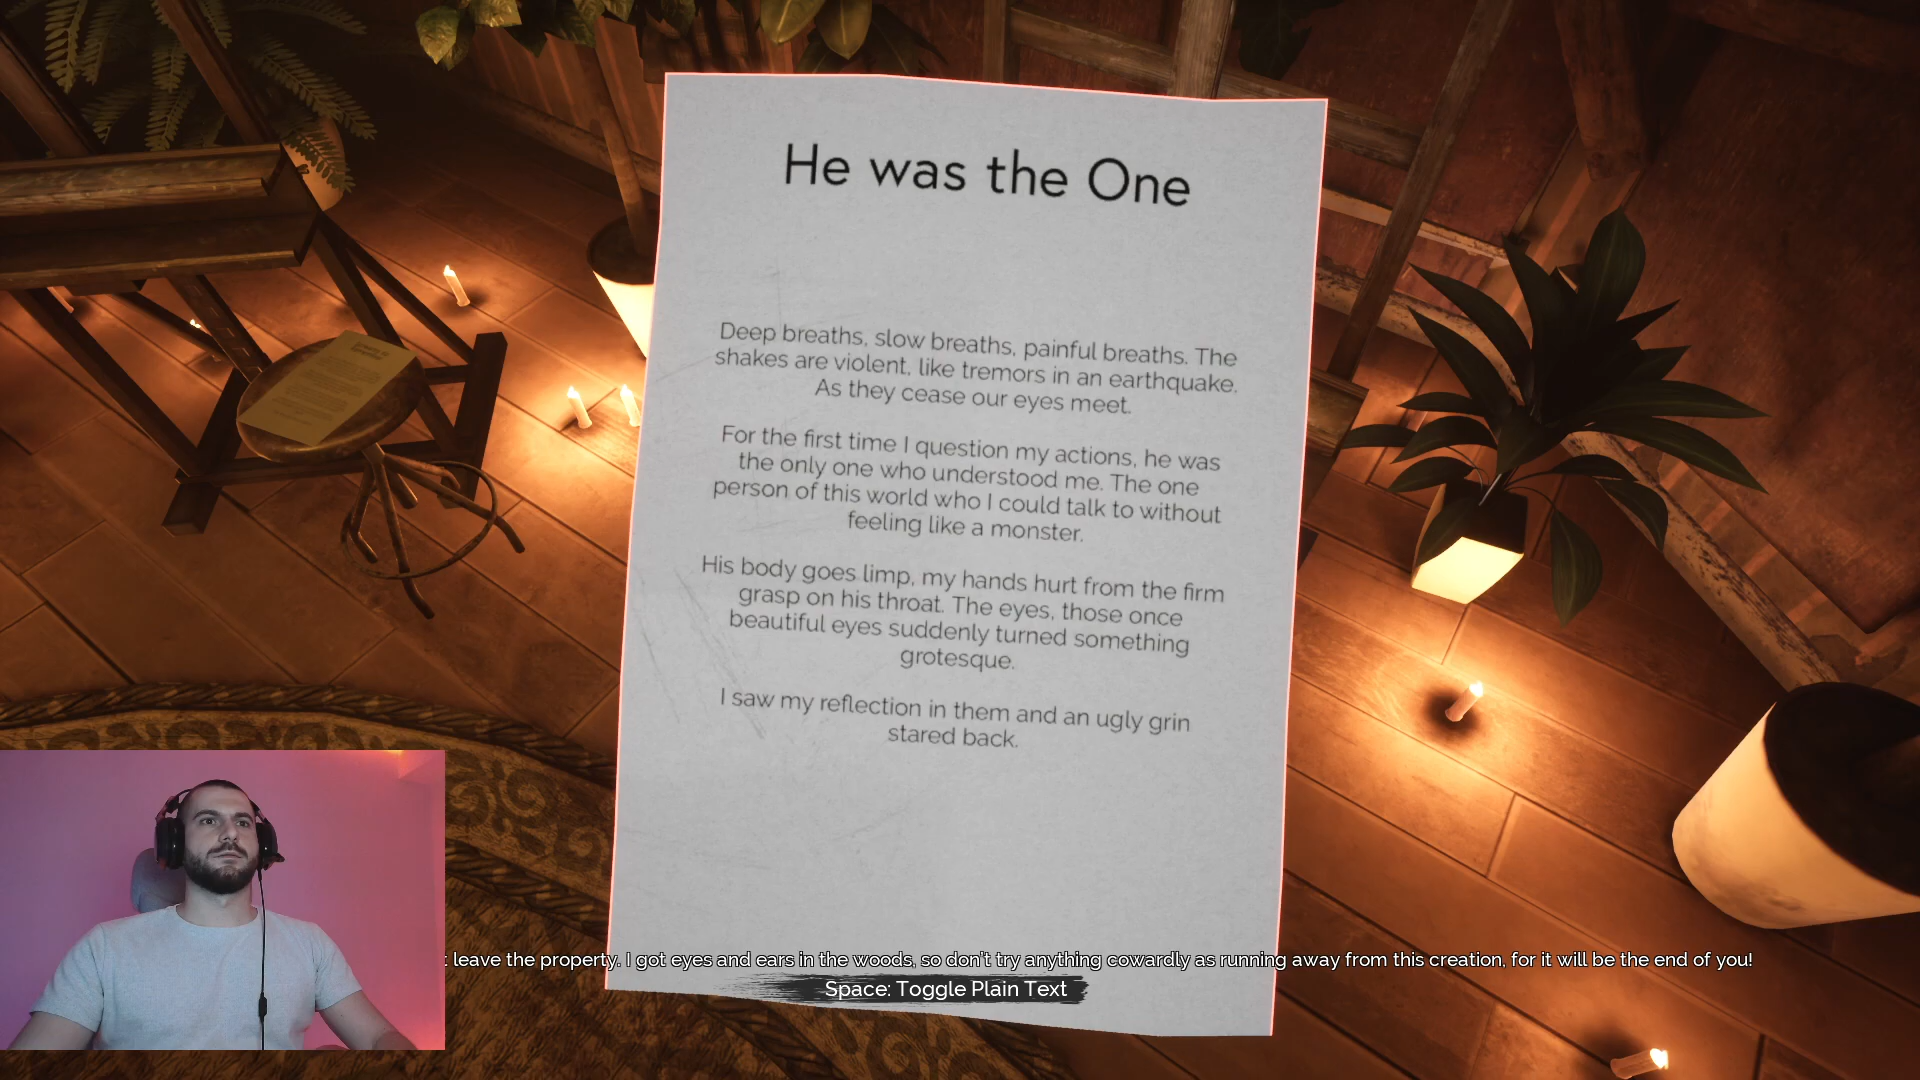 He was the One
Deep breaths, slow breaths, painful breaths. The
shakes are violent, like tremors in an earthquake.
As they cease our eyes meet.
For the first time I question my actions, he was
the only one who understood me. The one
person of this world who I could talk to without
feeling like a monster.
His body goes limp, my hands hurt from the firm
grasp on his throat. The eyes, those once
beautiful eyes suddenly turned something
grotesque.
I saw my reflection in them and an ugly grin
stared back.
leave the property. I got eyes and ears in the woods, so don't try anything cowardly as running away from this creation, for it will be the end of you!
Space: Toggle Plain Text